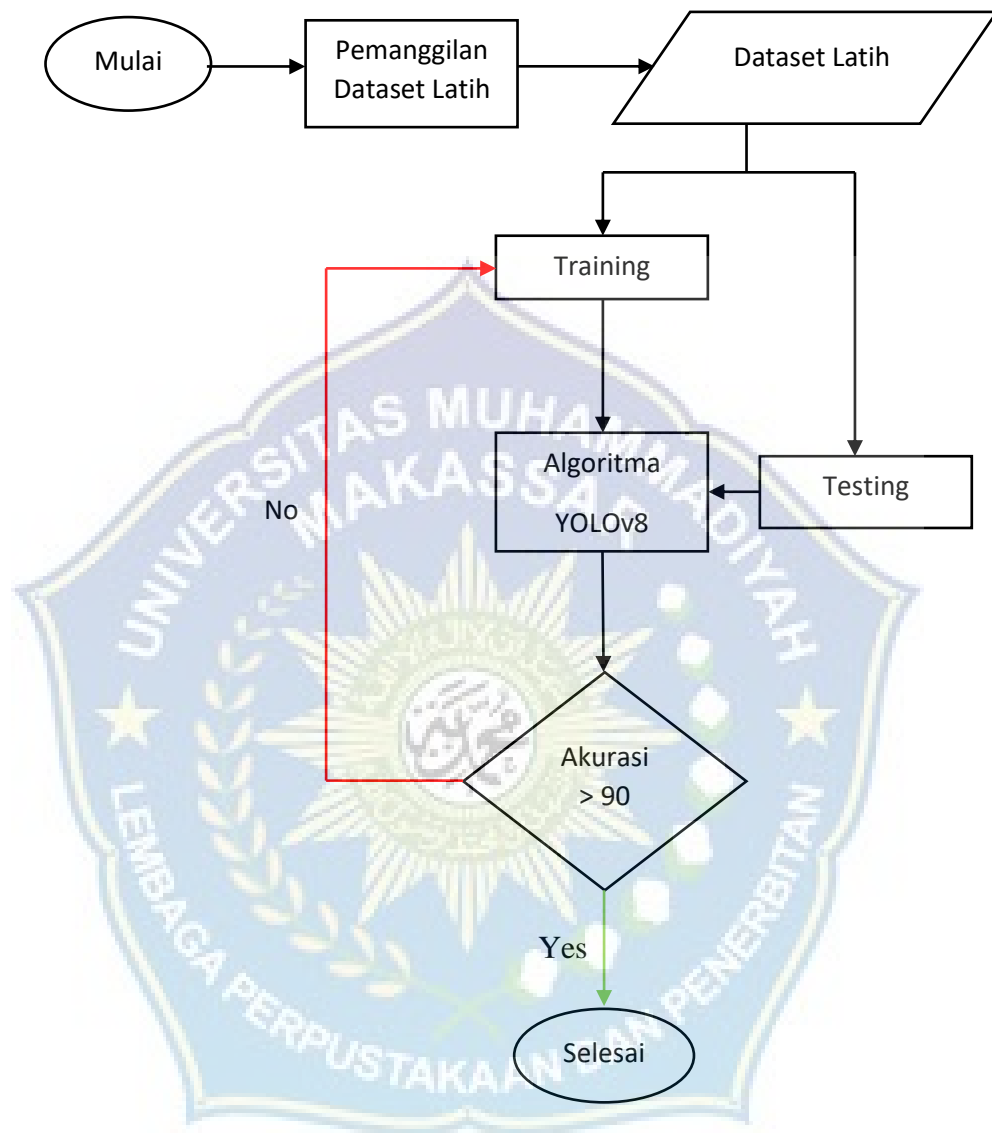 Mulai
Pemanggilan
Dataset Latih
Dataset Latih
Training
Algoritma
YOLOv8
Testing
No
Akurasi
> 90
Yes
Selesai
UNIVERSITAS MUHAMMADIYAH
MAKASSAR
LEMBAGA PERPUSTAKAAN DAN PENERBITAN